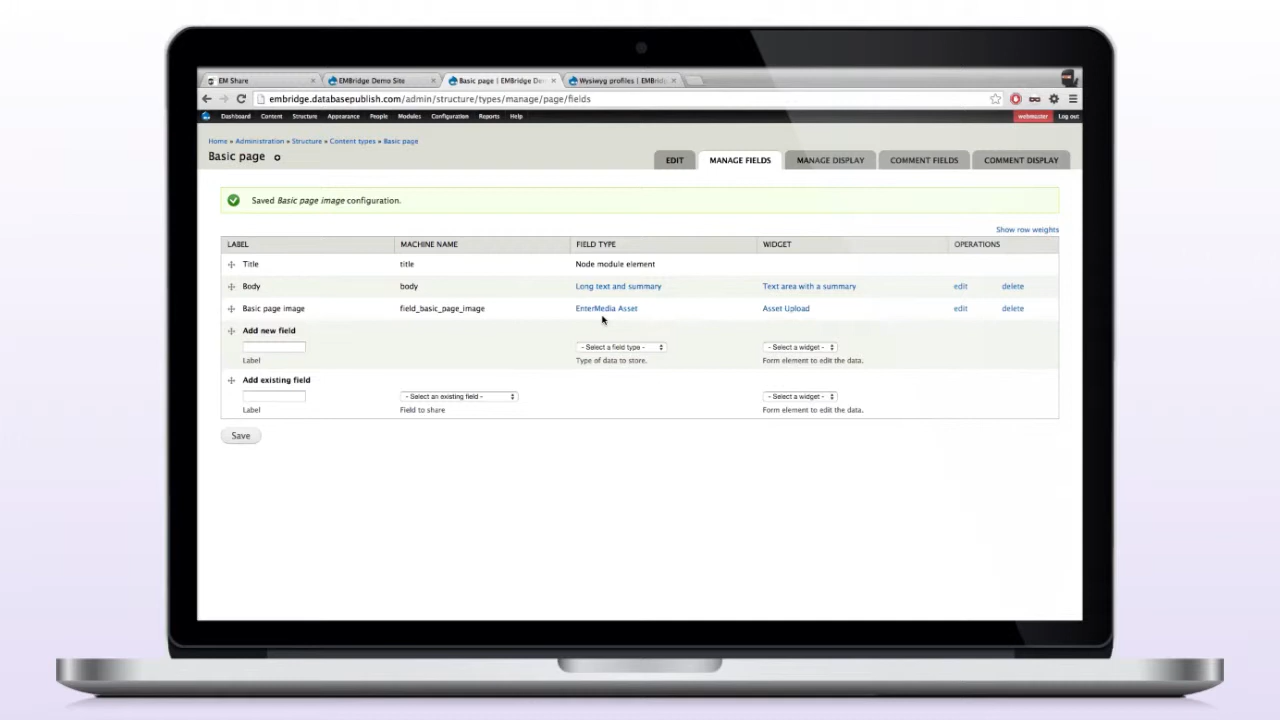 EM Share
EMBridge Demo Site
Basic page | EMBridge Dem
Wysiwyg profiles | EMBrid
embridge.databasepublish.com/admin/structure/types/manage/page/fields
Dashboard Content Structure Appearance People Modules Configuration Reports Help webmaster Log out
Home » Administration » Structure » Content types » Basic page
Basic page
EDIT MANAGE FIELDS MANAGE DISPLAY COMMENT FIELDS COMMENT DISPLAY
Saved Basic page image configuration.
Show row weights
LABEL MACHINE NAME FIELD TYPE WIDGET OPERATIONS
Title title Node module element
Body body Long text and summary Text area with a summary edit delete
Basic page image field_basic_page_image EnterMedia Asset Asset Upload edit delete
Add new field
- Select a field type - - Select a widget -
Label Type of data to store. Form element to edit the data.
Add existing field
- Select an existing field - - Select a widget -
Label Field to share Form element to edit the data.
Save